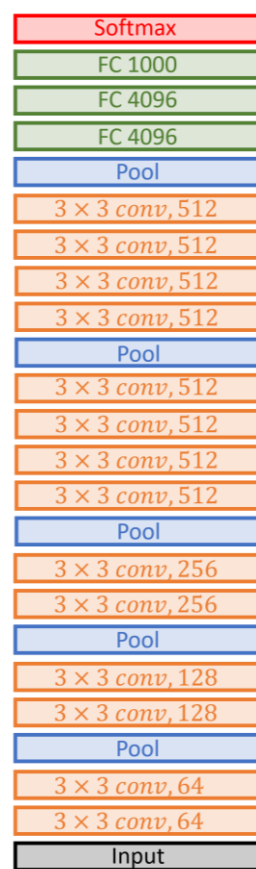 Softmax
FC 1000
FC 4096
FC 4096
Pool
3 × 3 conv, 512
3 × 3 conv, 512
3 × 3 conv, 512
3 × 3 conv, 512
Pool
3 × 3 conv, 512
3 × 3 conv, 512
3 × 3 conv, 512
3 × 3 conv, 512
Pool
3 × 3 conv, 256
3 × 3 conv, 256
Pool
3 × 3 conv, 128
3 × 3 conv, 128
Pool
3 × 3 conv, 64
3 × 3 conv, 64
Input